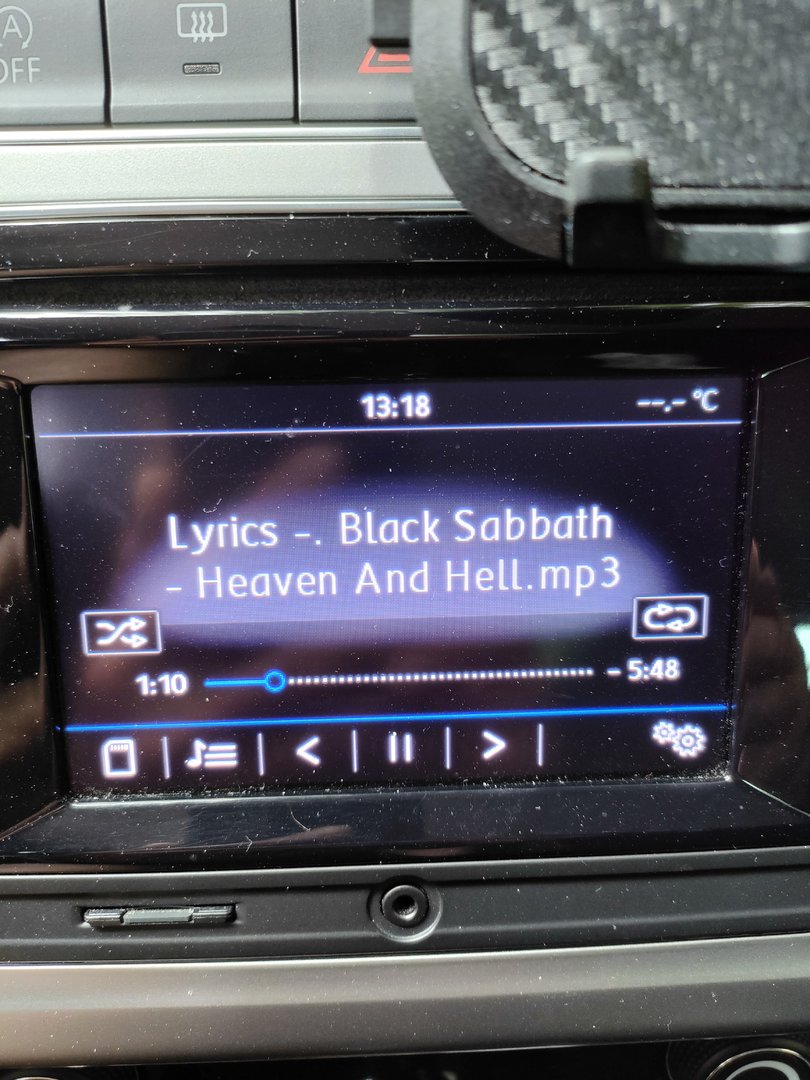 A
OFF
13:18
--.- °C
Lyrics -. Black Sabbath
- Heaven And Hell.mp3
1:10
- 5:48